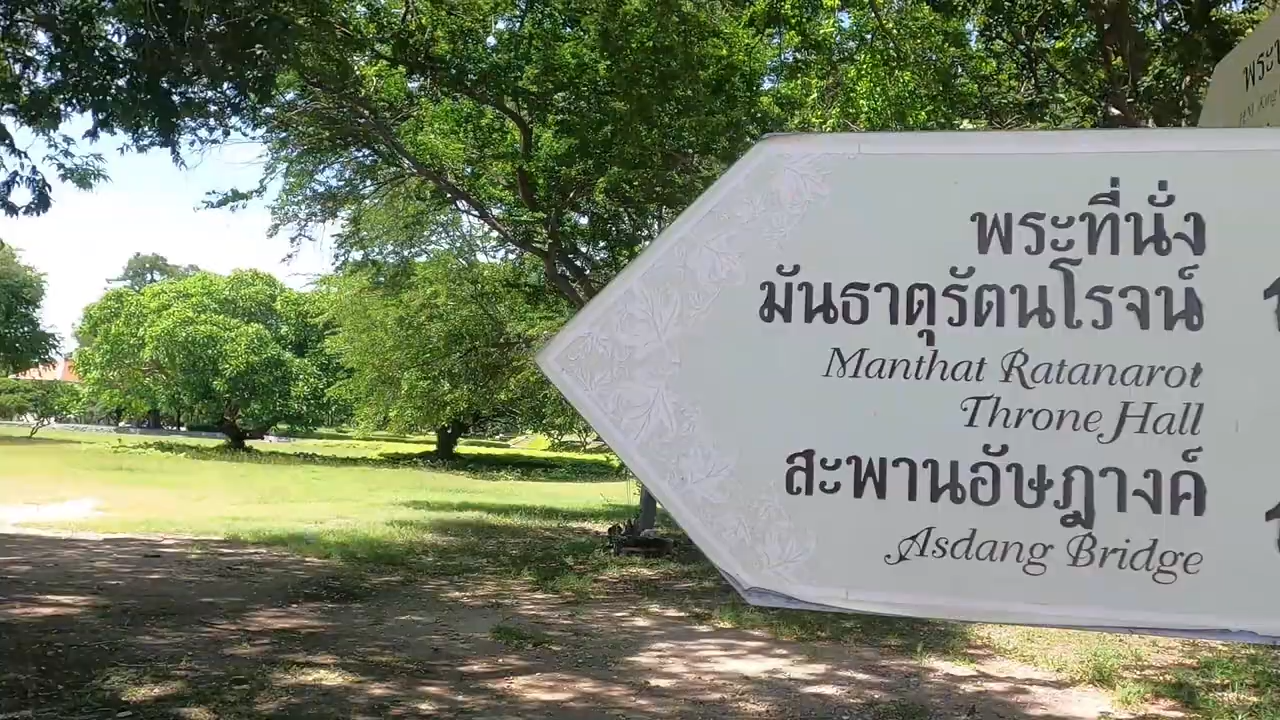 พระที่นั่ง
มันธาตุรัตนโรจน์
Manthat Ratanarot
Throne Hall
สะพานอัษฎางค์
Asdang Bridge